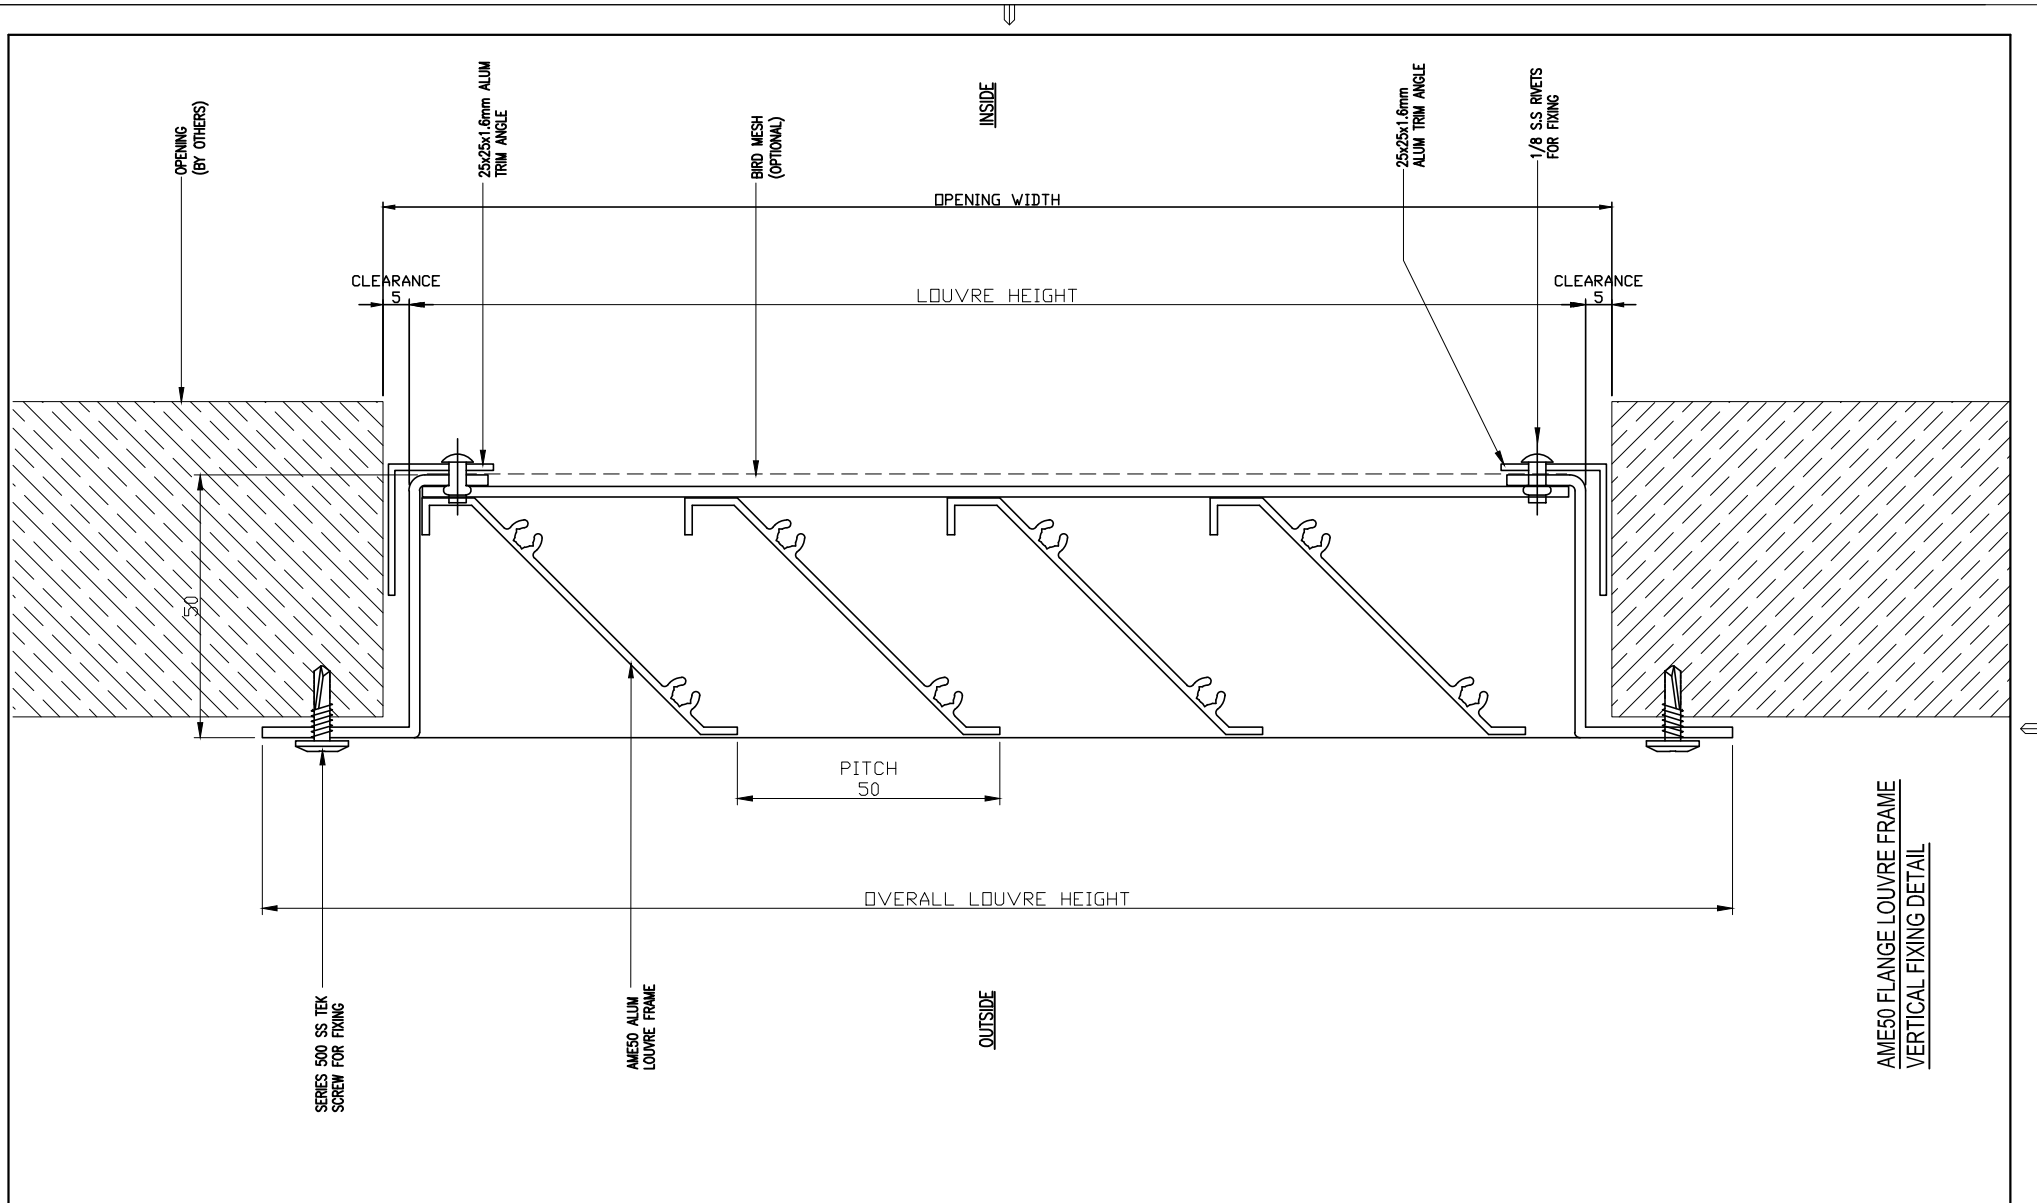 OPENING
(BY OTHERS)
25x25x1.6mm ALUM
TRIM ANGLE
BIRD MESH
(OPTIONAL)
INSIDE
25x25x1.6mm
ALUM TRIM ANGLE
1/8 S.S RIVETS
FOR FIXING
OPENING WIDTH
CLEARANCE
5
LOUVRE HEIGHT
CLEARANCE
5
50
PITCH
50
OVERALL LOUVRE HEIGHT
SERIES 500 SS TEK
SCREW FOR FIXING
AME50 ALUM
LOUVRE FRAME
OUTSIDE
AME50 FLANGE LOUVRE FRAME
VERTICAL FIXING DETAIL